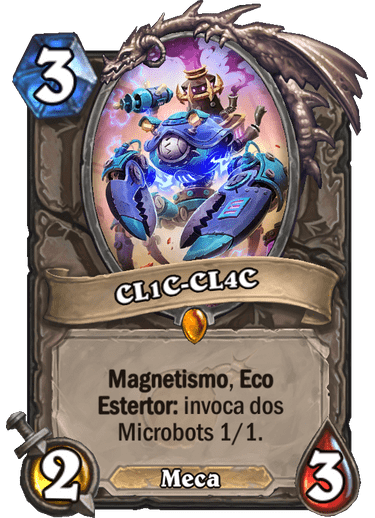 3
CL1C-CL4C
Magnetismo, Eco
Estertor: invoca dos
Microbots 1/1.
2
Meca
3